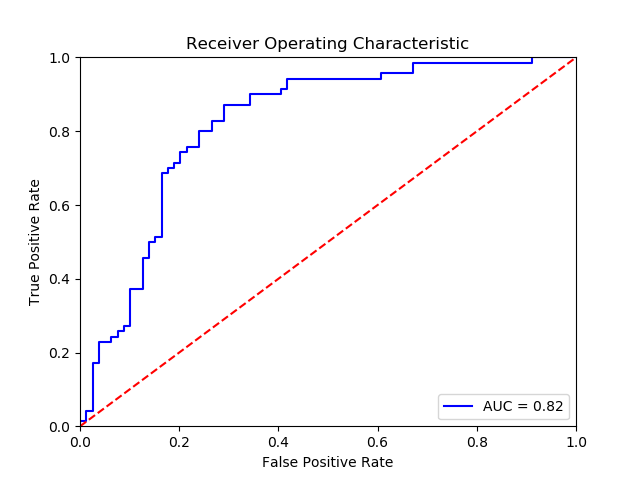 Receiver Operating Characteristic
True Positive Rate
1.0
0.8
0.6
0.4
0.2
0.0
AUC = 0.82
0.0 0.2 0.4 0.6 0.8 1.0
False Positive Rate